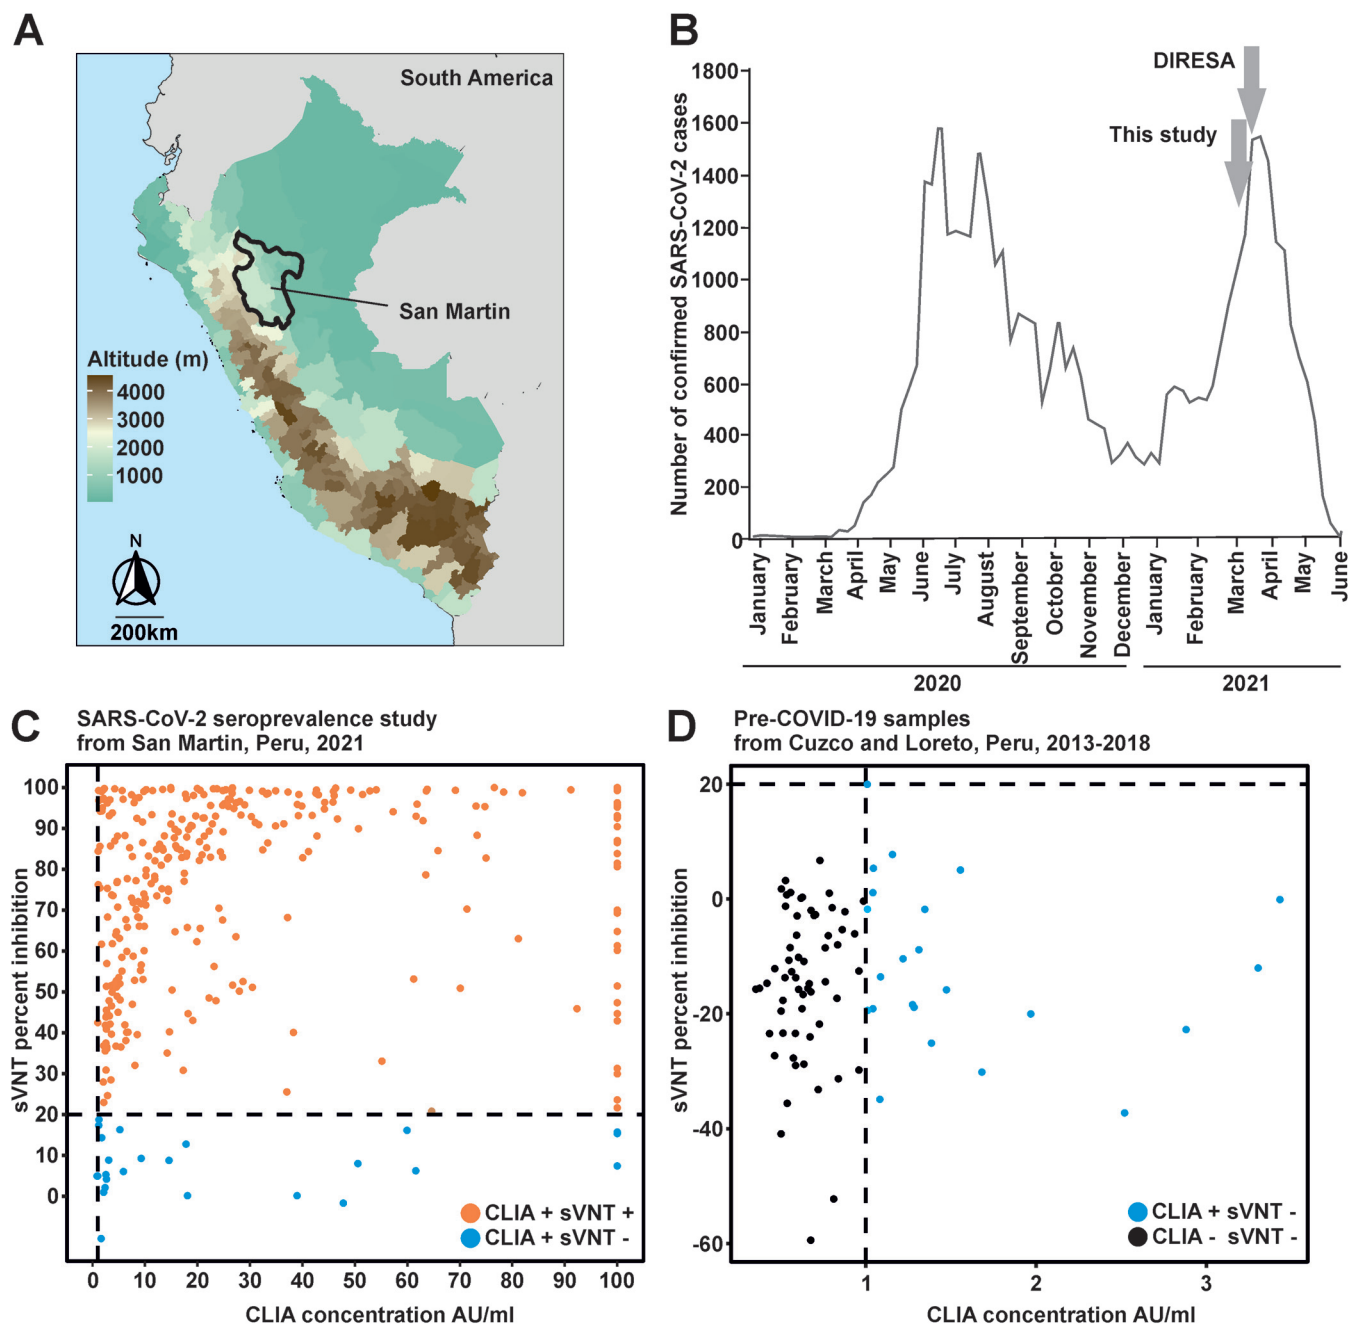 A
South America
San Martin
Altitude (m)
4000
3000
2000
1000
N
200km
B
Number of confirmed SARS-CoV-2 cases
1800
1600
1400
1200
1000
800
600
400
200
0
DIRESA
This study
January
February
March
April
May
June
July
August
September
October
November
December
January
February
March
April
May
June
2020
2021
C
SARS-CoV-2 seroprevalence study
from San Martin, Peru, 2021
sVNT percent inhibition
100
90
80
70
60
50
40
30
20
10
0
CLIA + sVNT +
CLIA + sVNT -
0 10 20 30 40 50 60 70 80 90 100
CLIA concentration AU/ml
D
Pre-COVID-19 samples
from Cuzco and Loreto, Peru, 2013-2018
sVNT percent inhibition
20
0
-20
-40
-60
CLIA + sVNT -
CLIA - sVNT -
1 2 3
CLIA concentration AU/ml